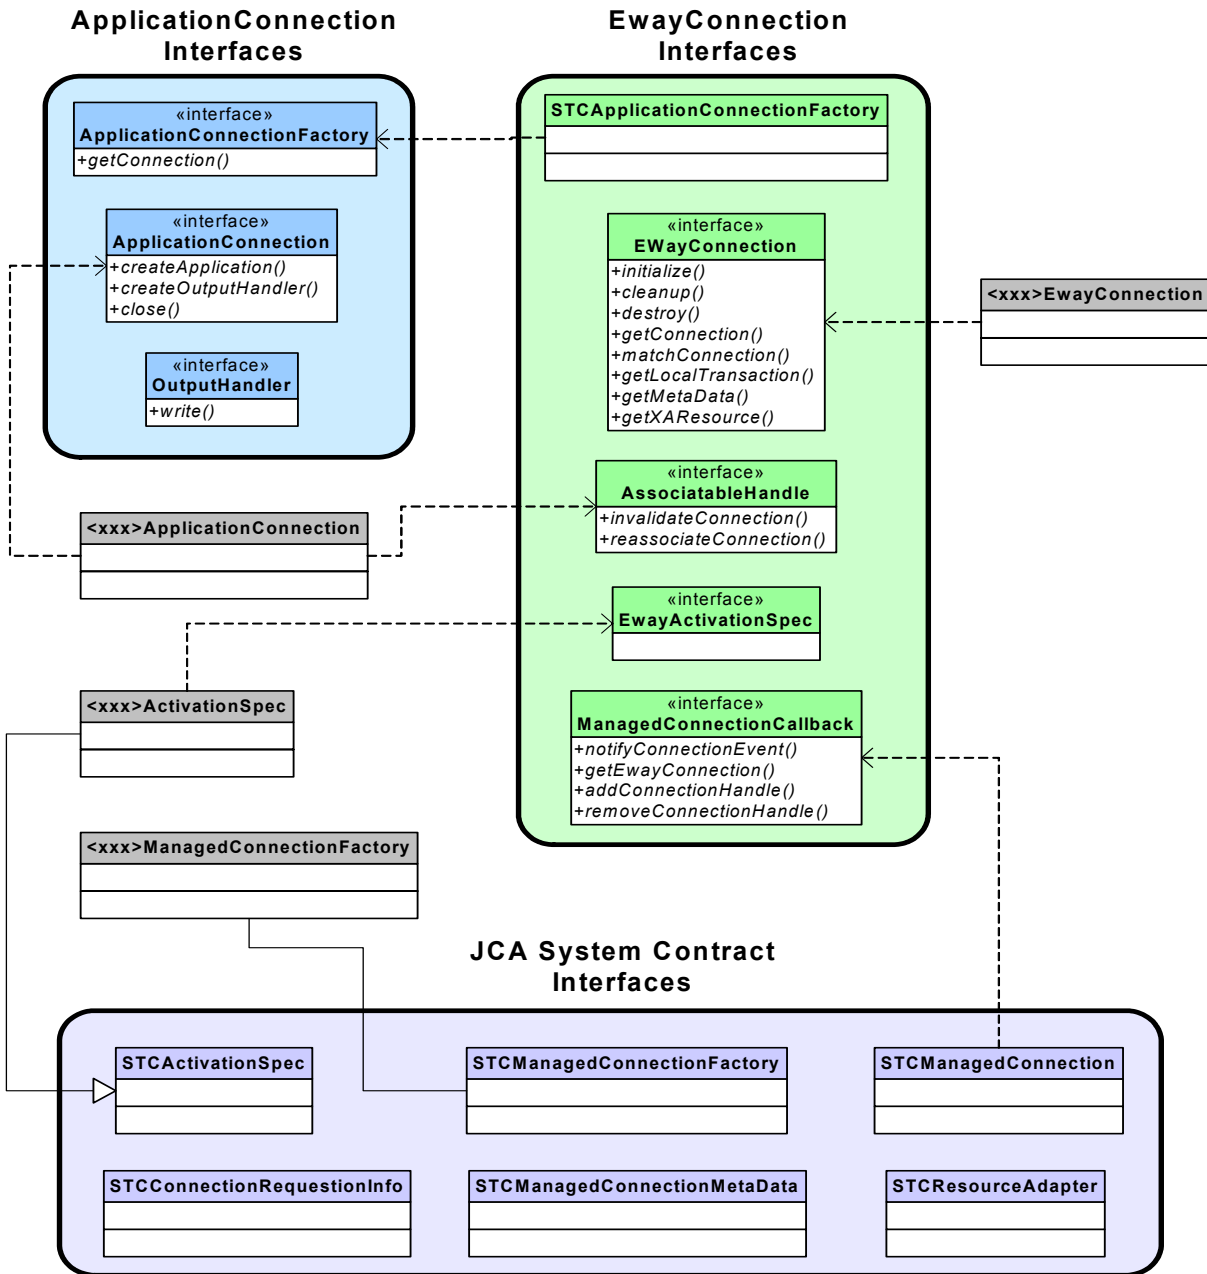 ApplicationConnection
Interfaces
EwayConnection
Interfaces
«interface»
ApplicationConnectionFactory
+getConnection()
«interface»
ApplicationConnection
+createApplication()
+createOutputHandler()
+close()
«interface»
OutputHandler
+write()
STCApplicationConnectionFactory
«interface»
EWayConnection
+initialize()
+cleanup()
+destroy()
+getConnection()
+matchConnection()
+getLocalTransaction()
+getMetaData()
+getXAResource()
<xxx>EwayConnection
«interface»
AssociatableHandle
+invalidateConnection()
+reassociateConnection()
<xxx>ApplicationConnection
«interface»
EwayActivationSpec
<xxx>ActivationSpec
«interface»
ManagedConnectionCallback
+notifyConnectionEvent()
+getEwayConnection()
+addConnectionHandle()
+removeConnectionHandle()
<xxx>ManagedConnectionFactory
JCA System Contract
Interfaces
STCActivationSpec
STCManagedConnectionFactory
STCManagedConnection
STCConnectionRequestionInfo
STCManagedConnectionMetaData
STCResourceAdapter